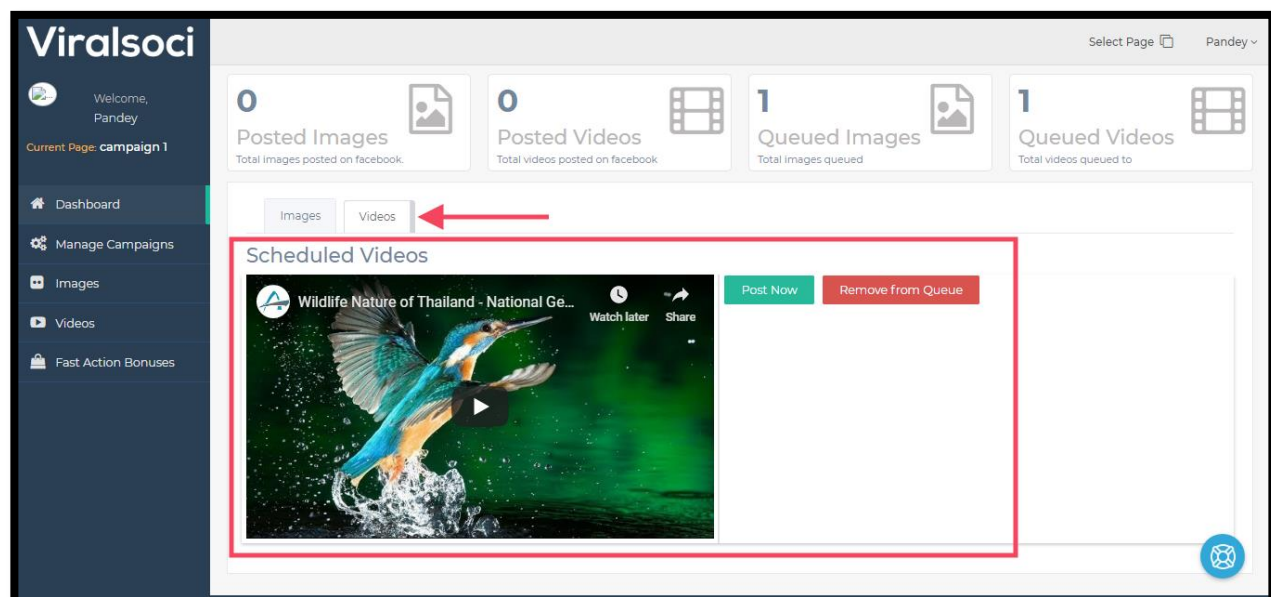 Viralsoci
Select Page
Pandey
Welcome,
Pandey
Current Page: campaign 1
Dashboard
Manage Campaigns
Images
Videos
Fast Action Bonuses
0
Posted Images
Total images posted on facebook.
0
Posted Videos
Total videos posted on facebook
1
Queued Images
Total images queued
1
Queued Videos
Total videos queued to
Images
Videos
Scheduled Videos
Wildlife Nature of Thailand - National Ge...
Watch later
Share
Post Now
Remove from Queue